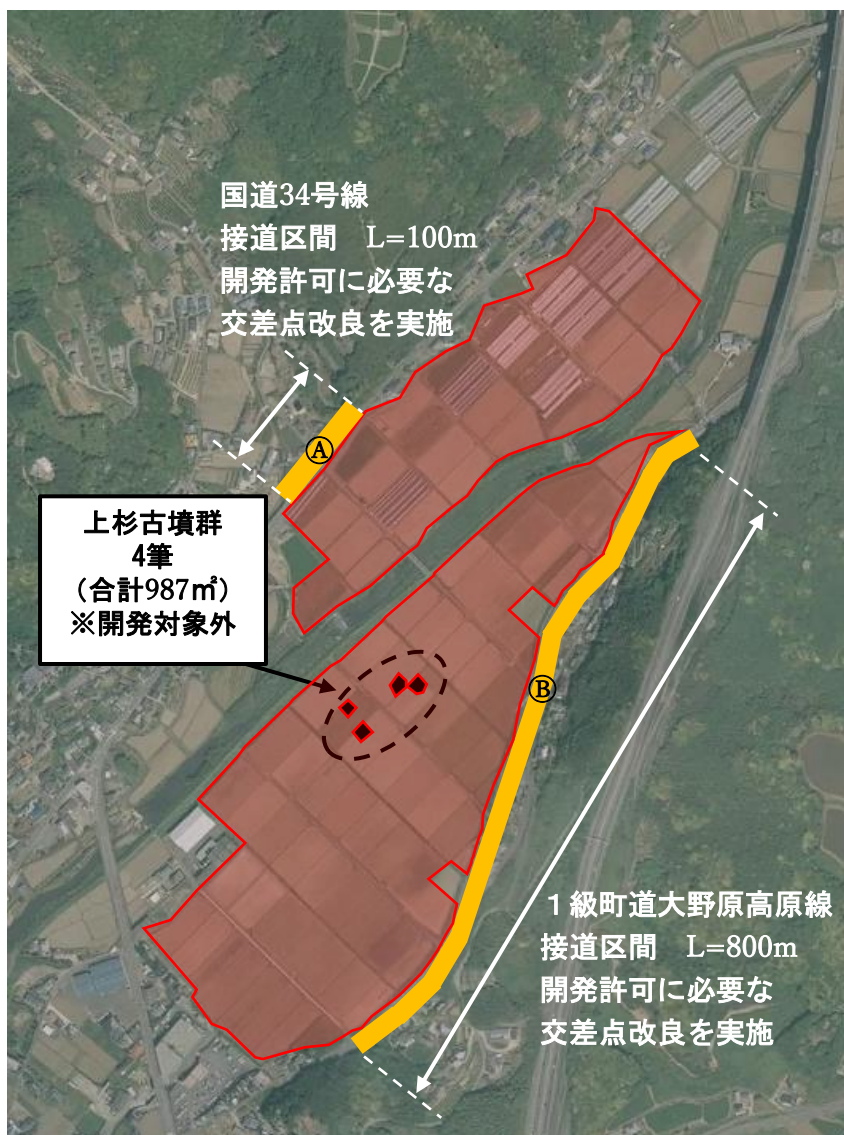 国道34号線
接道区間　L=100m
開発許可に必要な
交差点改良を実施
Ⓐ
上杉古墳群
4筆
（合計987㎡）
※開発対象外
Ⓑ
１級町道大野原高原線
接道区間　L=800m
開発許可に必要な
交差点改良を実施